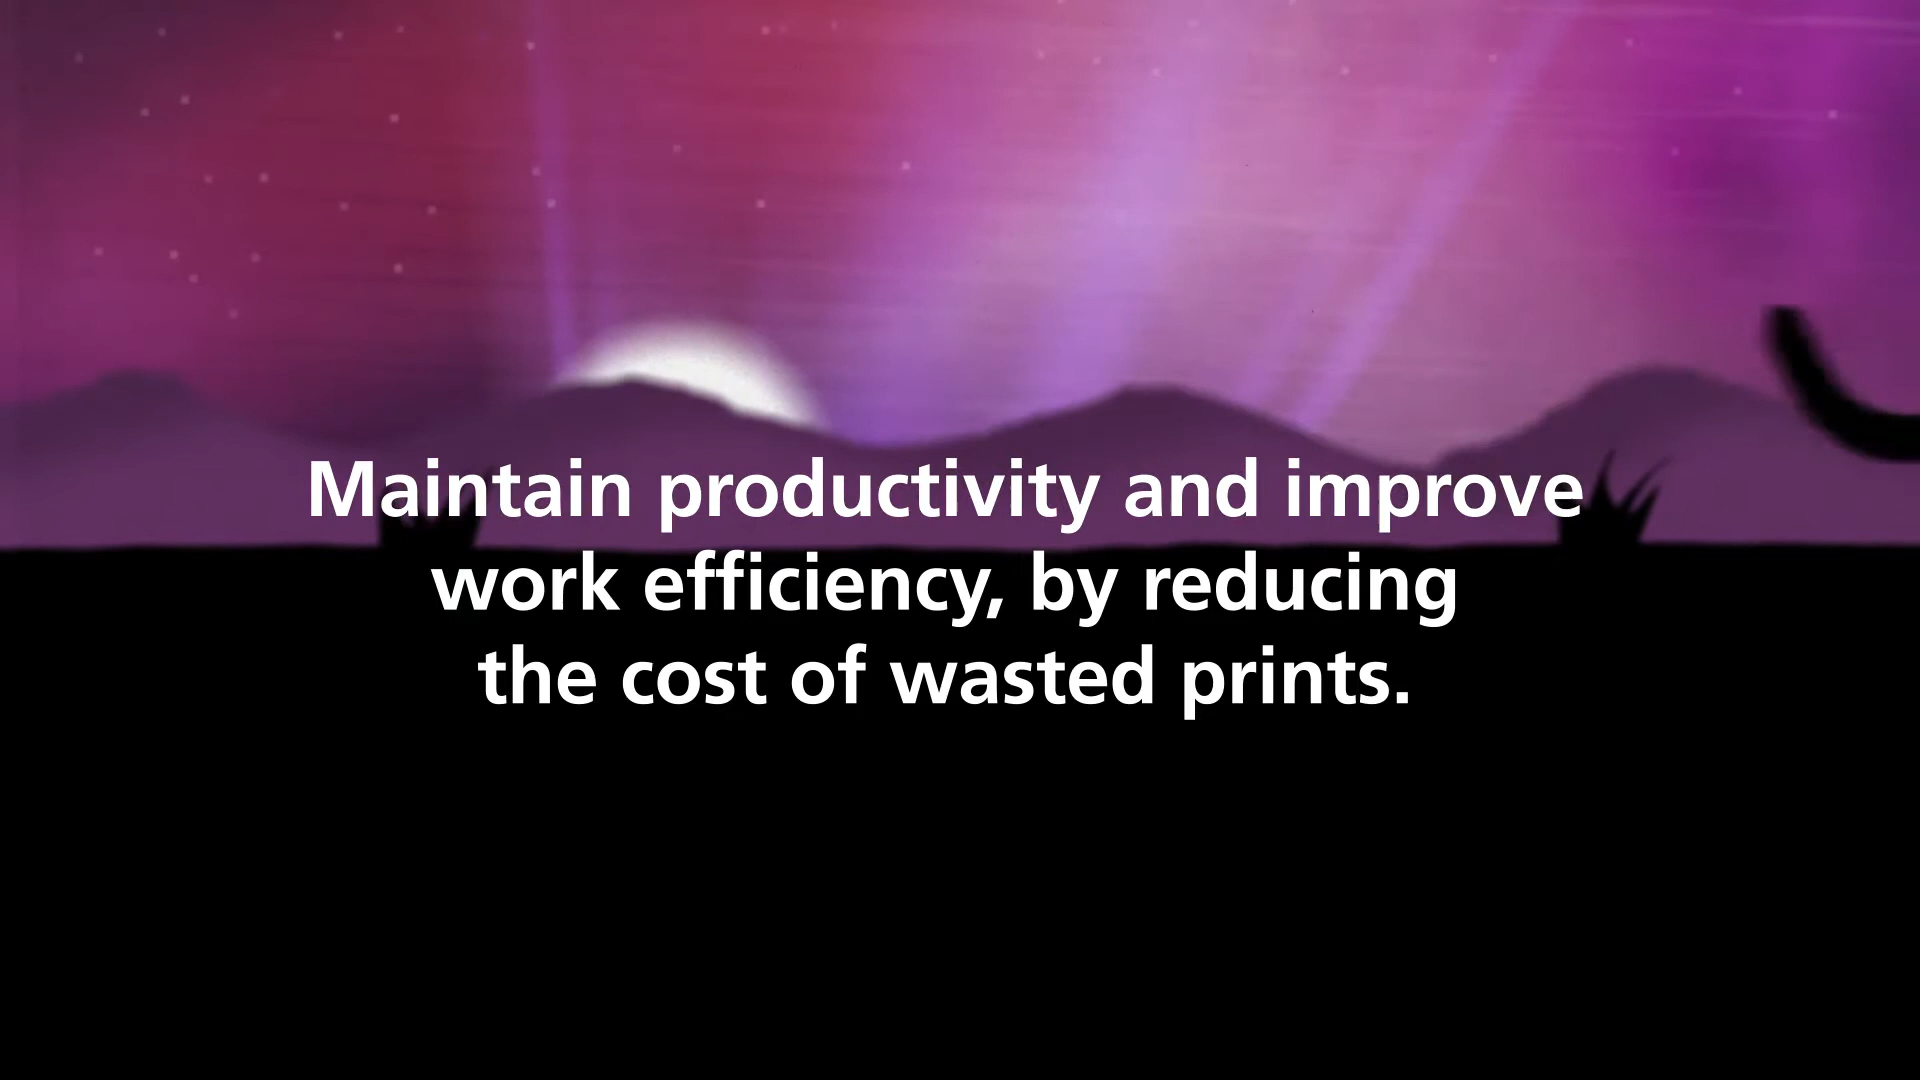 Maintain productivity and improve
work efficiency, by reducing
the cost of wasted prints.